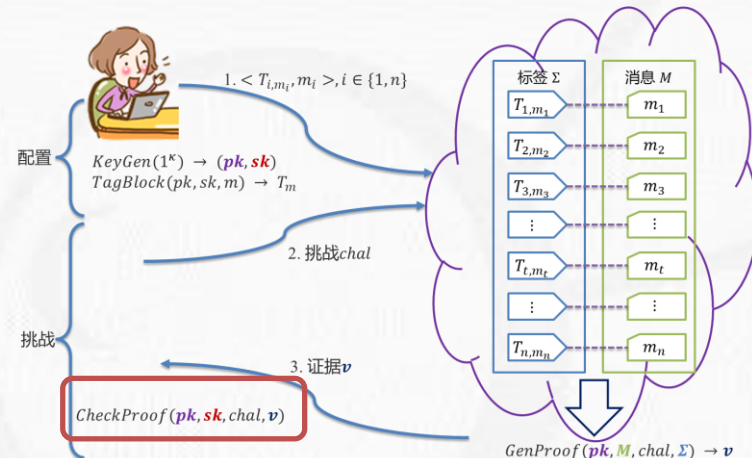 1. < T_{i,m_i}, m_i >, i ∈ {1, n}
配置
KeyGen(1^κ) → (pk, sk)
TagBlock(pk, sk, m) → T_m
标签 Σ
消息 M
T_{1,m_1}
m_1
T_{2,m_2}
m_2
T_{3,m_3}
m_3
⋮
⋮
T_{t,m_t}
m_t
⋮
⋮
T_{n,m_n}
m_n
2. 挑战chal
挑战
3. 证据v
CheckProof(pk, sk, chal, v)
GenProof(pk, M, chal, Σ) → v